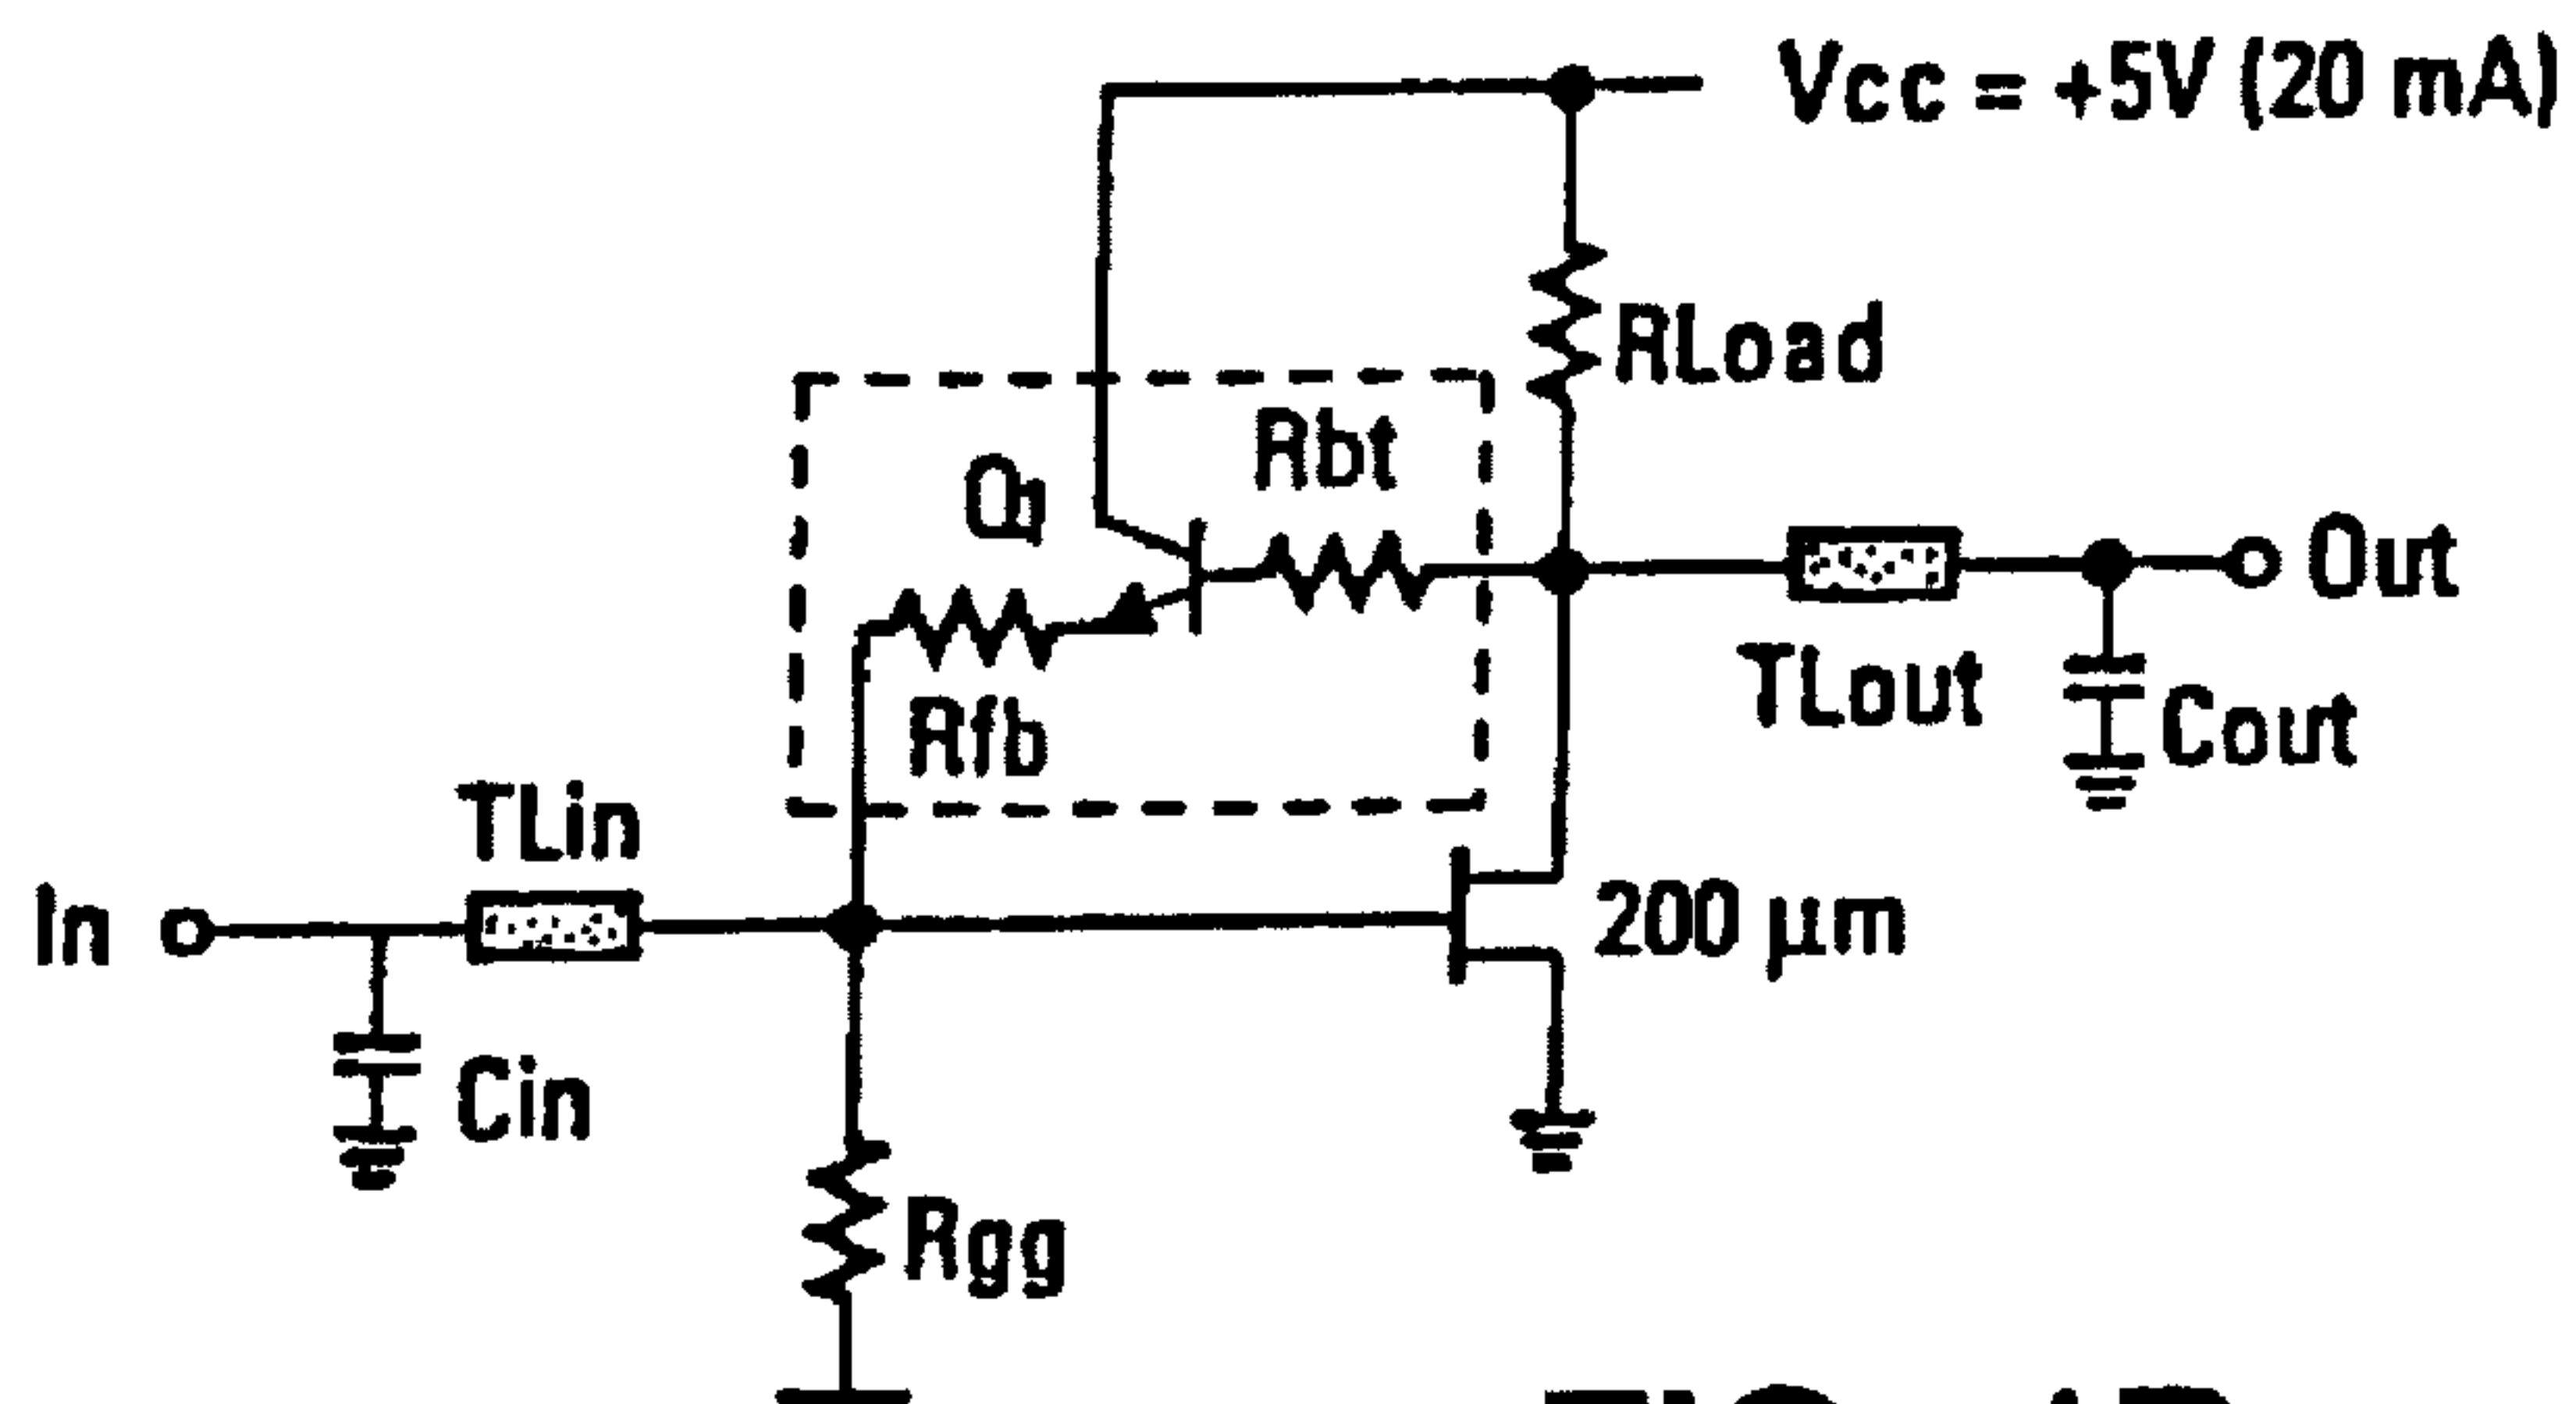 Vcc = +5V (20 mA)
RLoad
Rbt
Q1
Out
TLout
Cout
Rfb
TLin
In
200 µm
Cin
Rgg